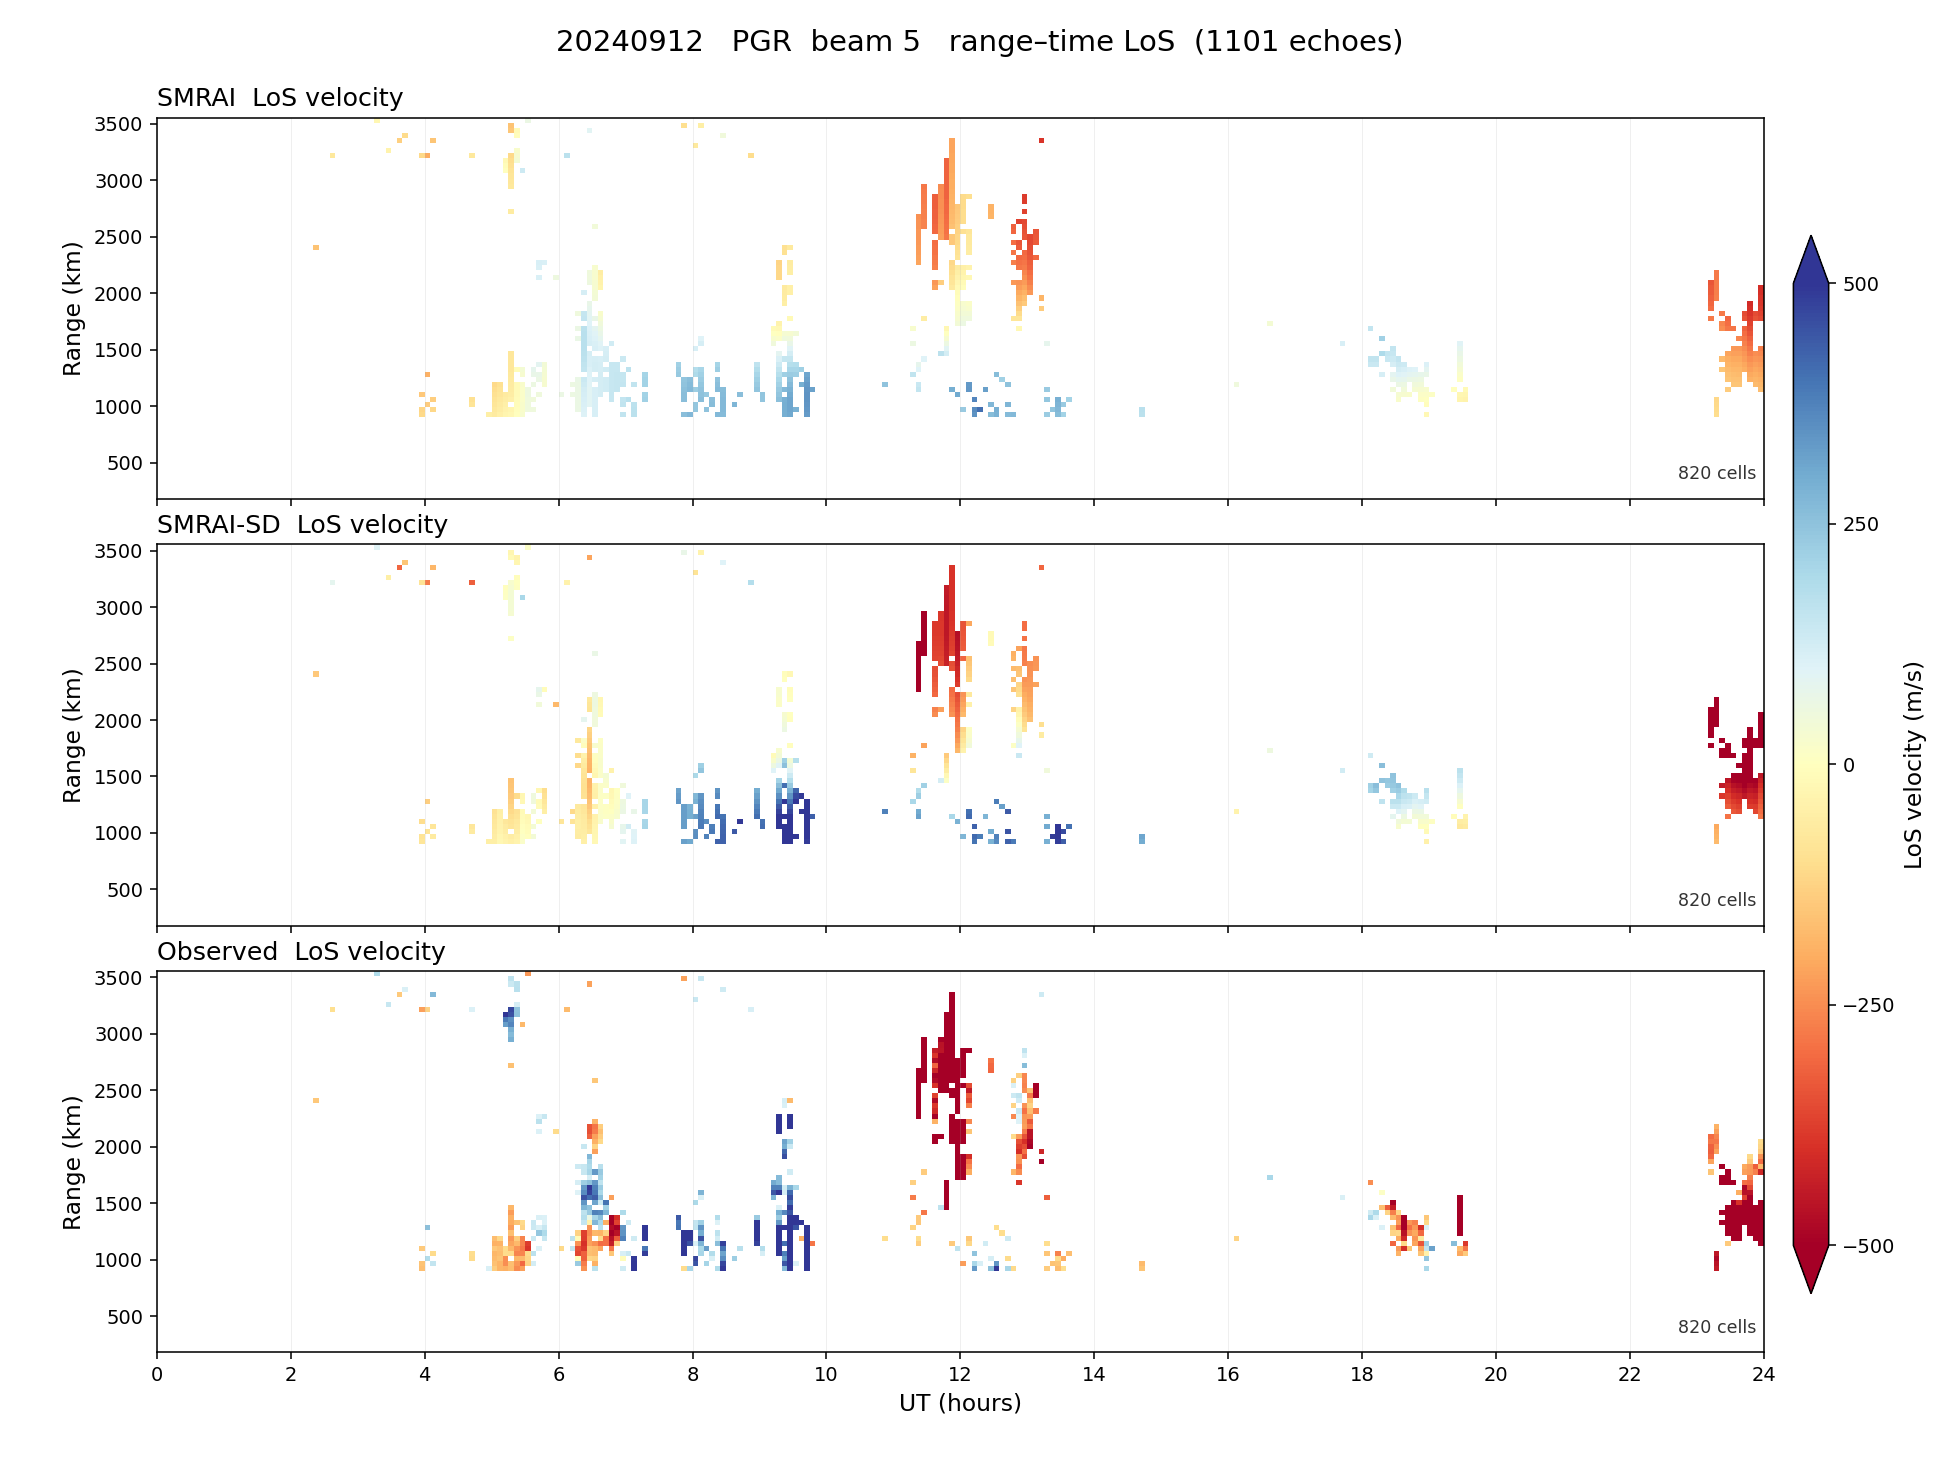 20240912   PGR  beam 5   range–time LoS  (1101 echoes)
SMRAI  LoS velocity
3500
3000
2500
2000
1500
1000
500
Range (km)
820 cells
SMRAI-SD  LoS velocity
3500
3000
2500
2000
1500
1000
500
Range (km)
820 cells
Observed  LoS velocity
3500
3000
2500
2000
1500
1000
500
Range (km)
820 cells
0 2 4 6 8 10 12 14 16 18 20 22 24
UT (hours)
500
250
0
−250
−500
LoS velocity (m/s)